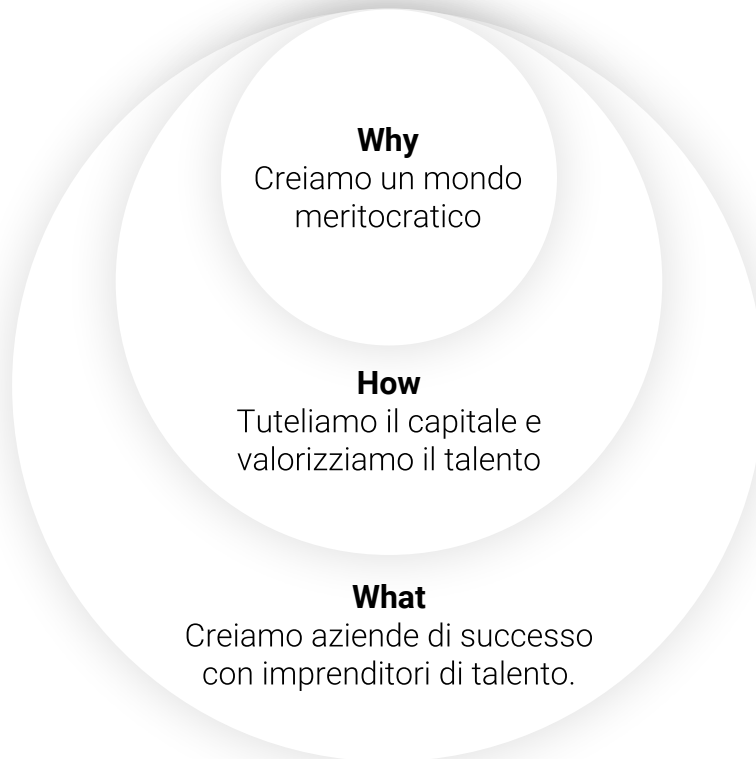 Why
Creiamo un mondo
meritocratico
How
Tuteliamo il capitale e
valorizziamo il talento
What
Creiamo aziende di successo
con imprenditori di talento.